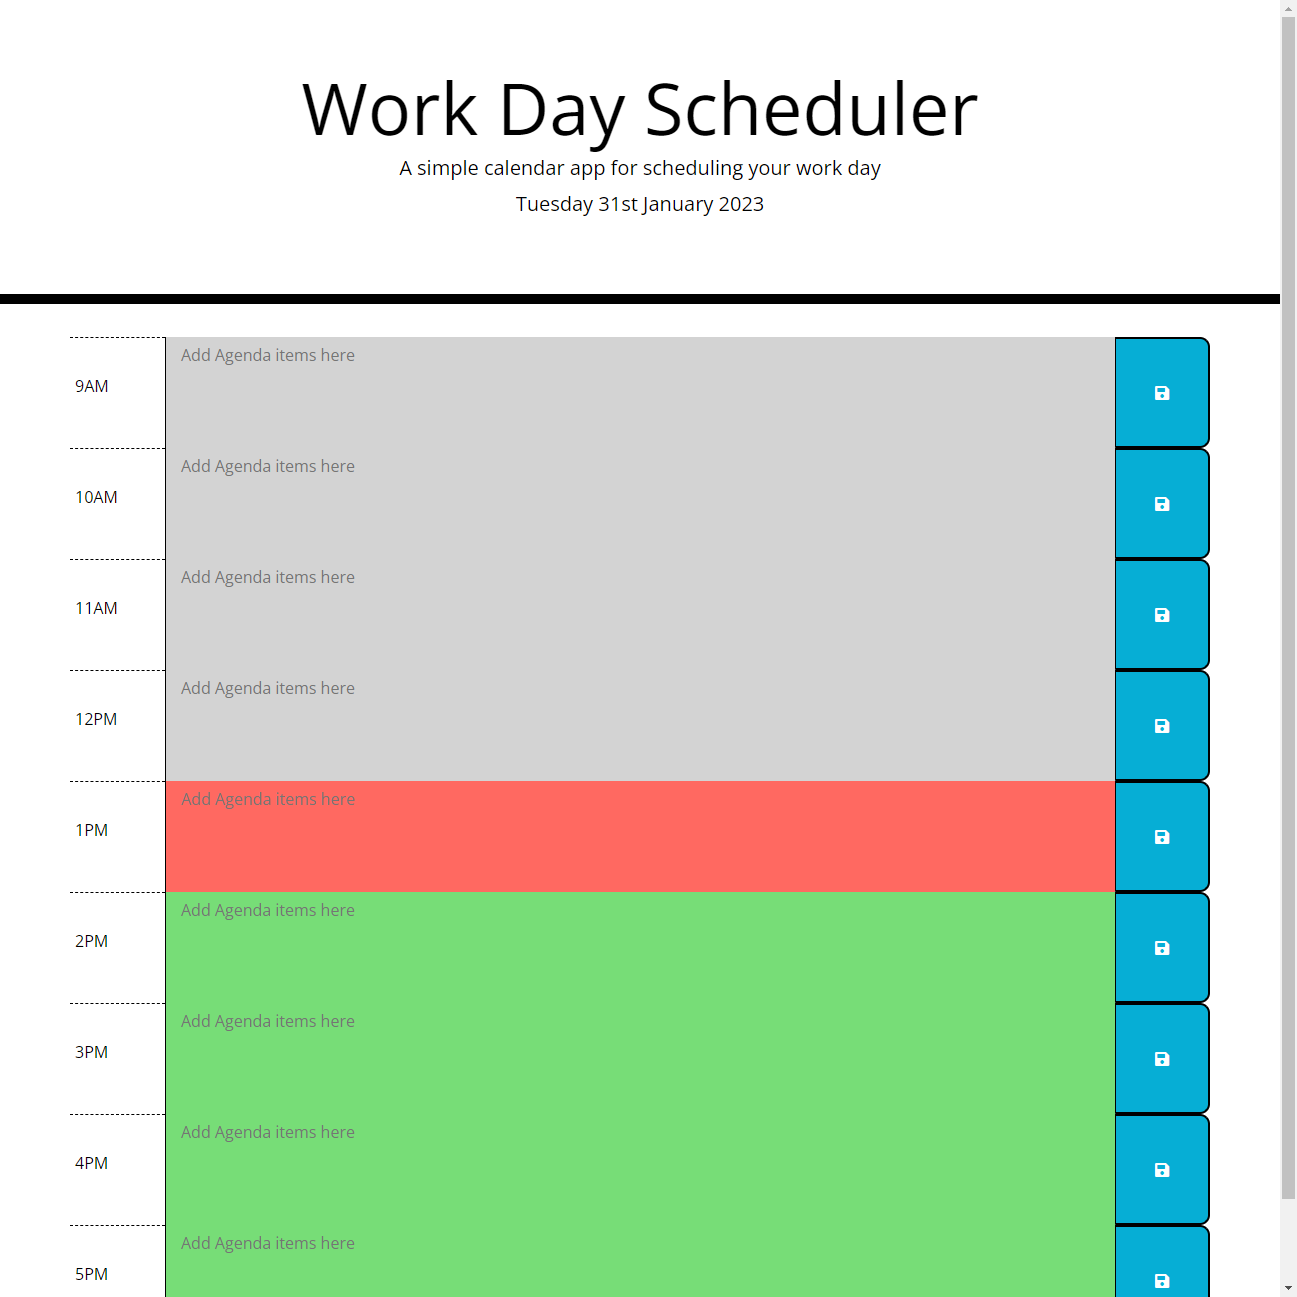 Work Day Scheduler
A simple calendar app for scheduling your work day
Tuesday 31st January 2023
Add Agenda items here
9AM
Add Agenda items here
10AM
Add Agenda items here
11AM
Add Agenda items here
12PM
Add Agenda items here
1PM
Add Agenda items here
2PM
Add Agenda items here
3PM
Add Agenda items here
4PM
Add Agenda items here
5PM